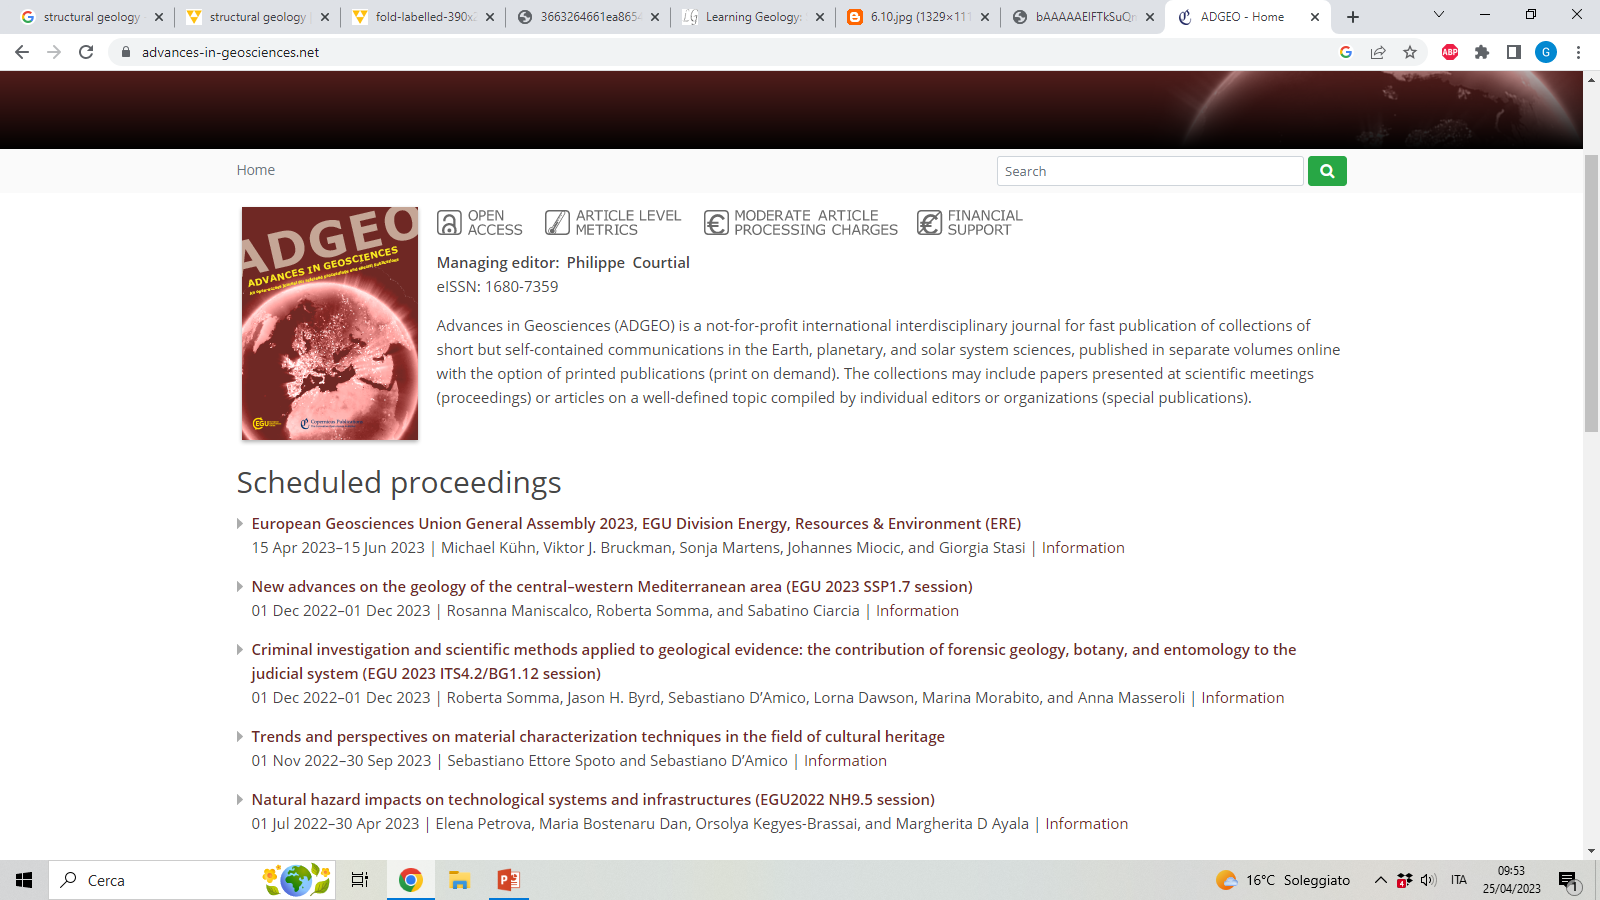 structural geology
structural geology
fold-labelled-390x2
3663264661ea8654
Learning Geology:
6.10.jpg (1329×111
bAAAAAEIFTkSuQm
ADGEO - Home
advances-in-geosciences.net
ABP
G
Home
Search
ADGEO
ADVANCES IN GEOSCIENCES
EGU
Copernicus Publications
OPEN ACCESS
ARTICLE LEVEL METRICS
MODERATE ARTICLE PROCESSING CHARGES
FINANCIAL SUPPORT
Managing editor: Philippe Courtial
eISSN: 1680-7359
Advances in Geosciences (ADGEO) is a not-for-profit international interdisciplinary journal for fast publication of collections of
short but self-contained communications in the Earth, planetary, and solar system sciences, published in separate volumes online
with the option of printed publications (print on demand). The collections may include papers presented at scientific meetings
(proceedings) or articles on a well-defined topic compiled by individual editors or organizations (special publications).
Scheduled proceedings
European Geosciences Union General Assembly 2023, EGU Division Energy, Resources & Environment (ERE)
15 Apr 2023–15 Jun 2023 | Michael Kühn, Viktor J. Bruckman, Sonja Martens, Johannes Miocic, and Giorgia Stasi | Information
New advances on the geology of the central–western Mediterranean area (EGU 2023 SSP1.7 session)
01 Dec 2022–01 Dec 2023 | Rosanna Maniscalco, Roberta Somma, and Sabatino Ciarcia | Information
Criminal investigation and scientific methods applied to geological evidence: the contribution of forensic geology, botany, and entomology to the
judicial system (EGU 2023 ITS4.2/BG1.12 session)
01 Dec 2022–01 Dec 2023 | Roberta Somma, Jason H. Byrd, Sebastiano D’Amico, Lorna Dawson, Marina Morabito, and Anna Masseroli | Information
Trends and perspectives on material characterization techniques in the field of cultural heritage
01 Nov 2022–30 Sep 2023 | Sebastiano Ettore Spoto and Sebastiano D’Amico | Information
Natural hazard impacts on technological systems and infrastructures (EGU2022 NH9.5 session)
01 Jul 2022–30 Apr 2023 | Elena Petrova, Maria Bostenaru Dan, Orsolya Kegyes-Brassai, and Margherita D Ayala | Information
Cerca
16°C Soleggiato
ITA
09:53
25/04/2023
1